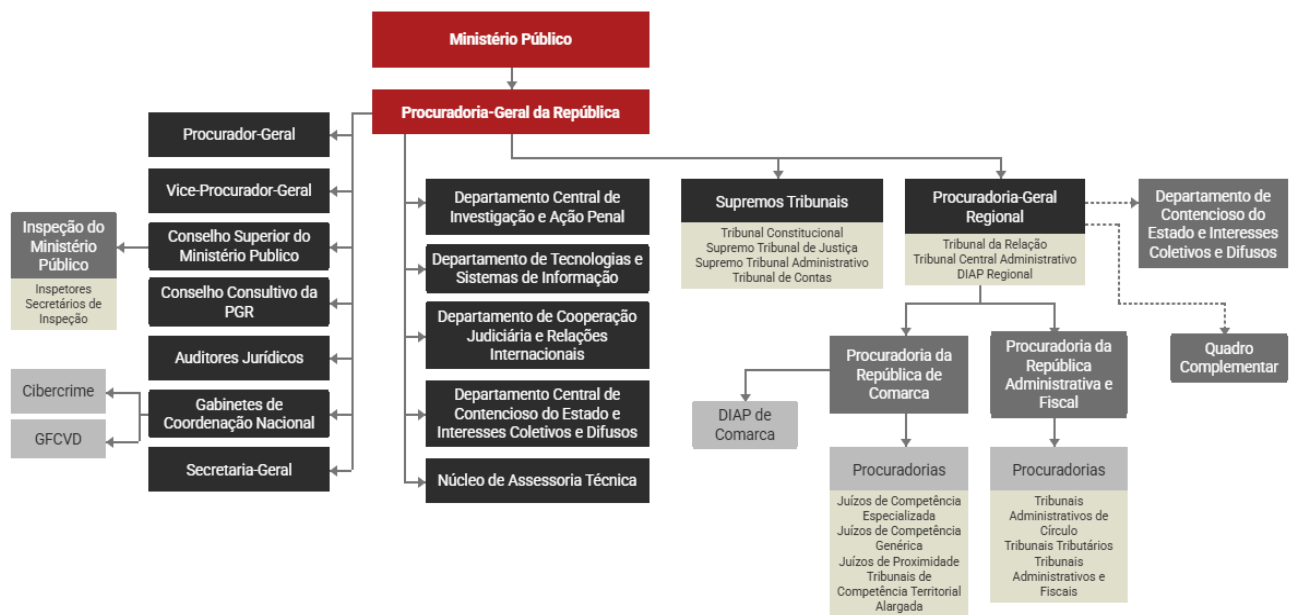 Ministério Público
Procuradoria-Geral da República
Procurador-Geral
Vice-Procurador-Geral
Conselho Superior do
Ministério Publico
Inspeção do
Ministério
Público
Inspetores
Secretários de
Inspeção
Conselho Consultivo da
PGR
Auditores Jurídicos
Gabinetes de
Coordenação Nacional
Cibercrime
GFCVD
Secretaria-Geral
Departamento Central de
Investigação e Ação Penal
Departamento de Tecnologias e
Sistemas de Informação
Departamento de Cooperação
Judiciária e Relações
Internacionais
Departamento Central de
Contencioso do Estado e
Interesses Coletivos e Difusos
Núcleo de Assessoria Técnica
Supremos Tribunais
Tribunal Constitucional
Supremo Tribunal de Justiça
Supremo Tribunal Administrativo
Tribunal de Contas
Procuradoria-Geral
Regional
Tribunal da Relação
Tribunal Central Administrativo
DIAP Regional
Departamento de
Contencioso do
Estado e Interesses
Coletivos e Difusos
Quadro
Complementar
Procuradoria da
República de
Comarca
DIAP de
Comarca
Procuradorias
Juízos de Competência
Especializada
Juízos de Competência
Genérica
Juízos de Proximidade
Tribunais de
Competência Territorial
Alargada
Procuradoria da
República
Administrativa e
Fiscal
Procuradorias
Tribunais
Administrativos de
Círculo
Tribunais Tributários
Tribunais
Administrativos e
Fiscais